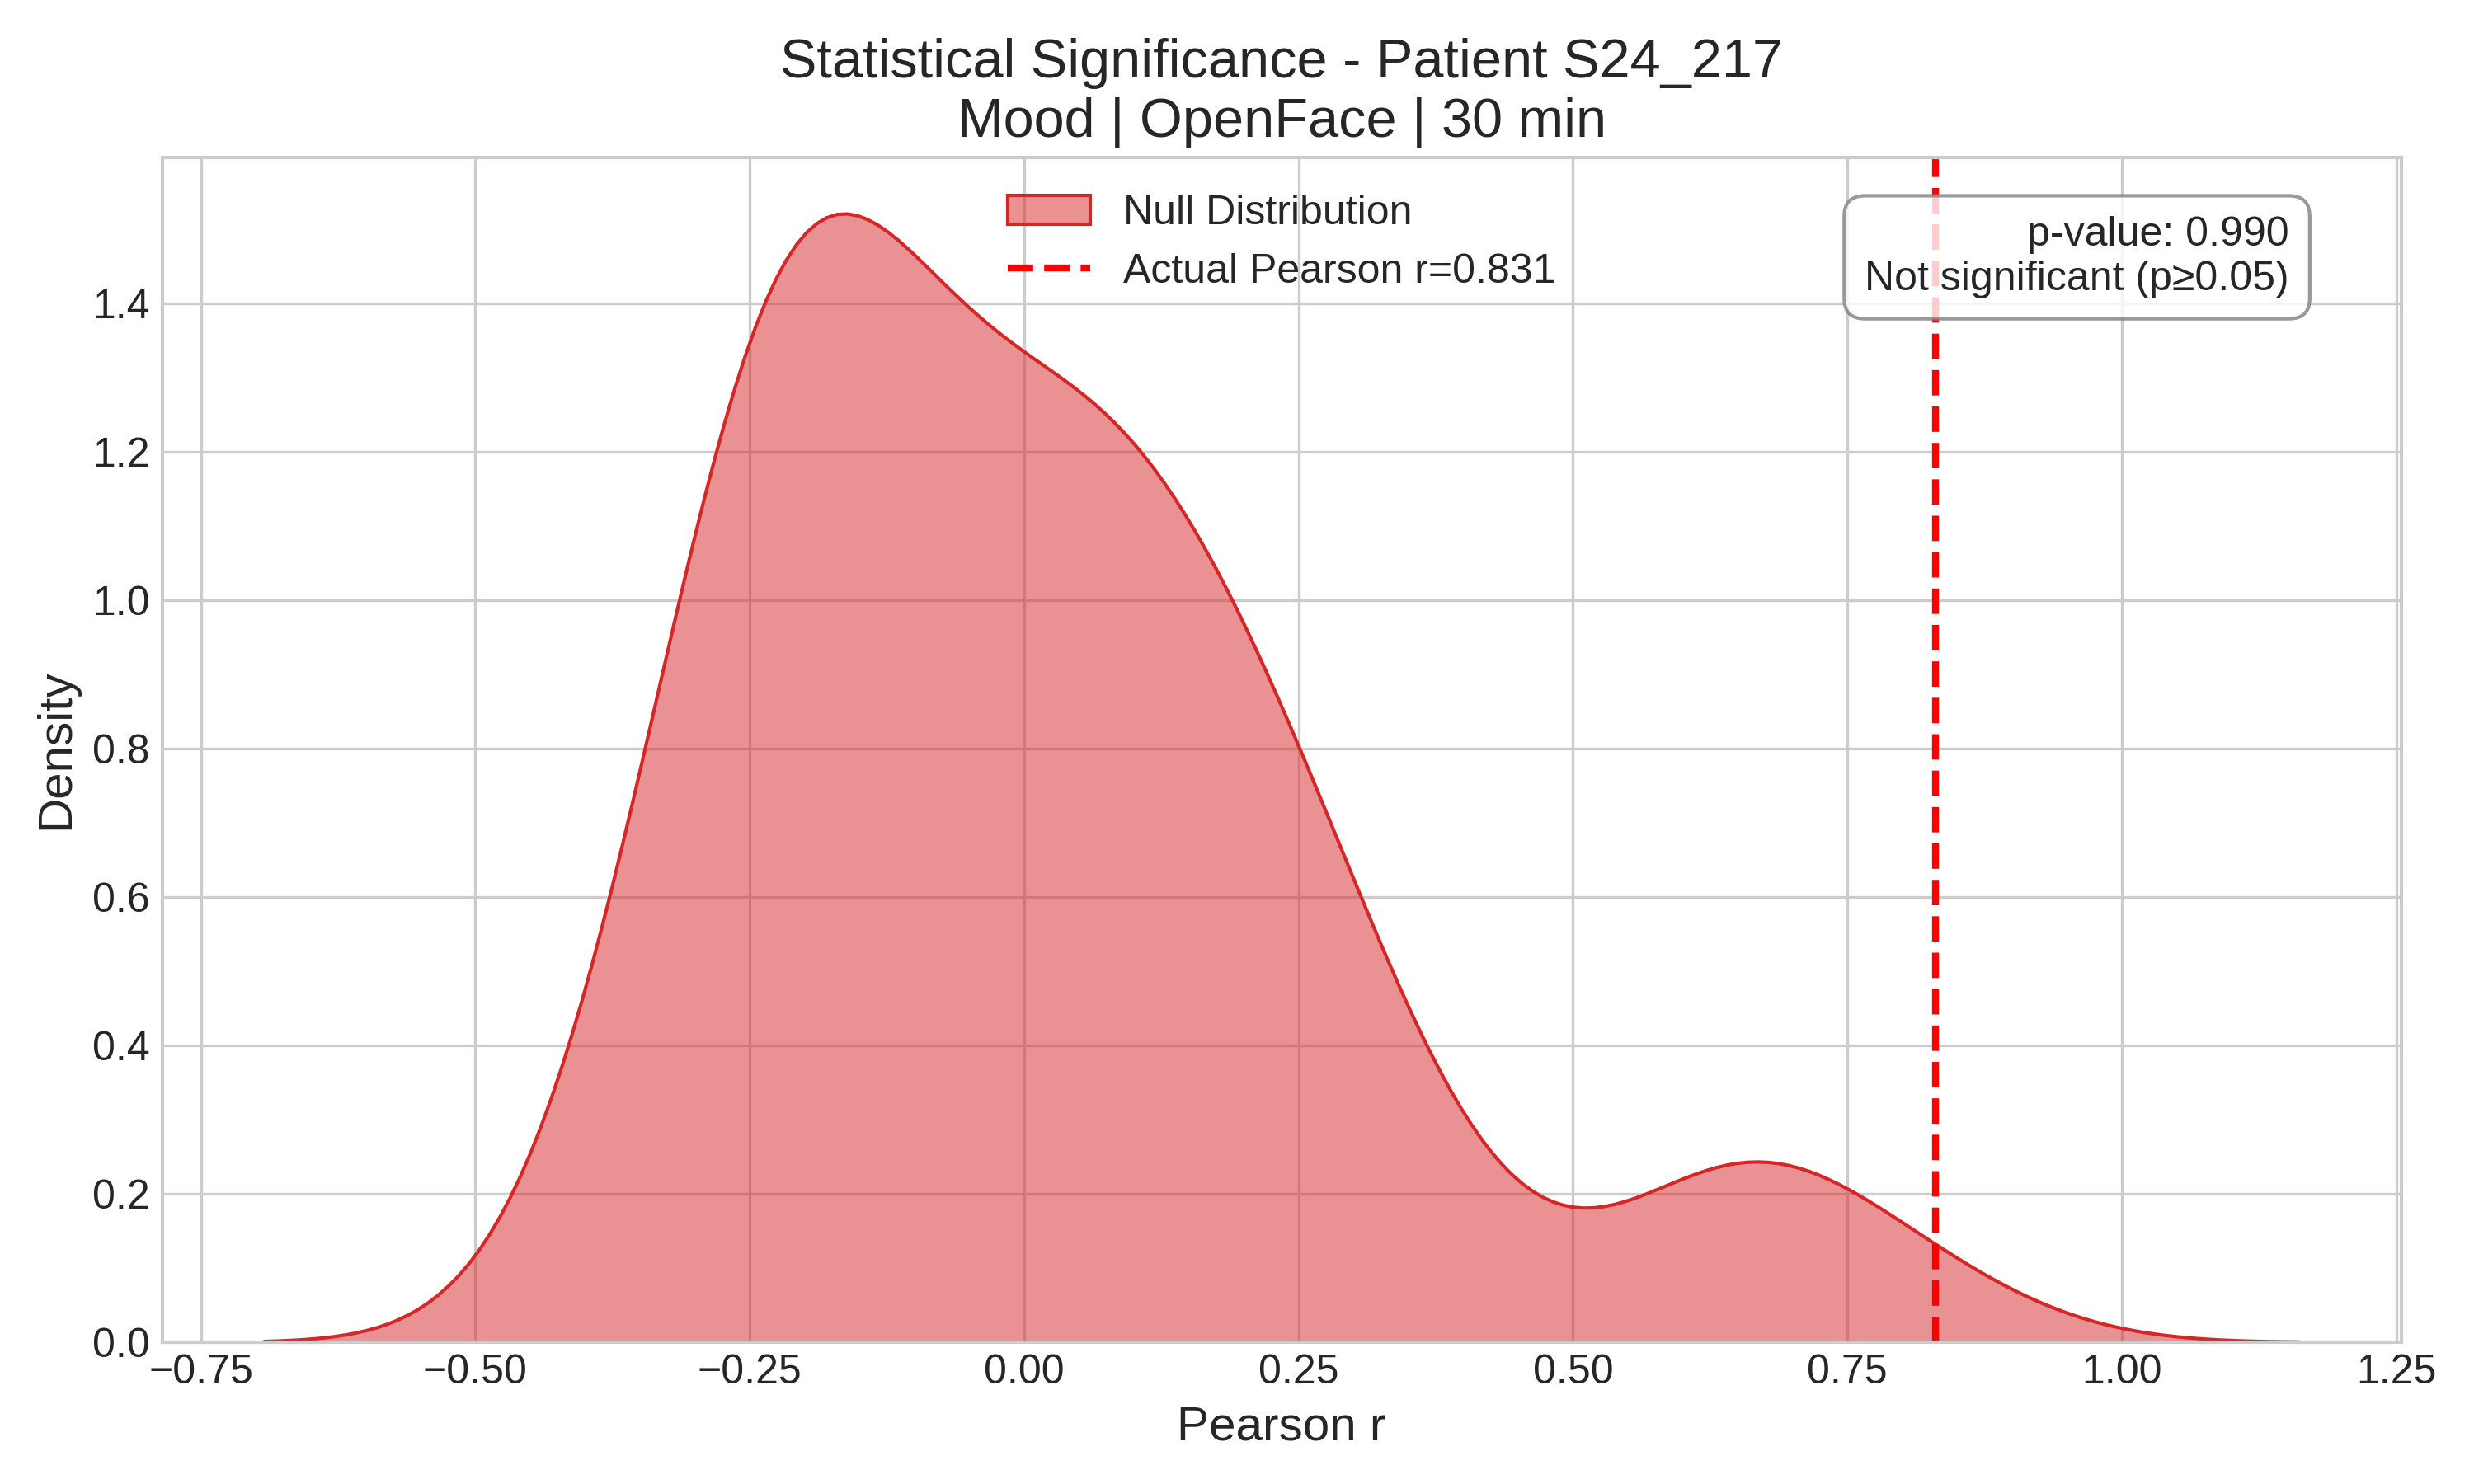 Statistical Significance - Patient S24_217
Mood | OpenFace | 30 min
Null Distribution
Actual Pearson r=0.831
p-value: 0.990
Not significant (p≥0.05)
Density
1.4
1.2
1.0
0.8
0.6
0.4
0.2
0.0
−0.75 −0.50 −0.25 0.00 0.25 0.50 0.75 1.00 1.25
Pearson r